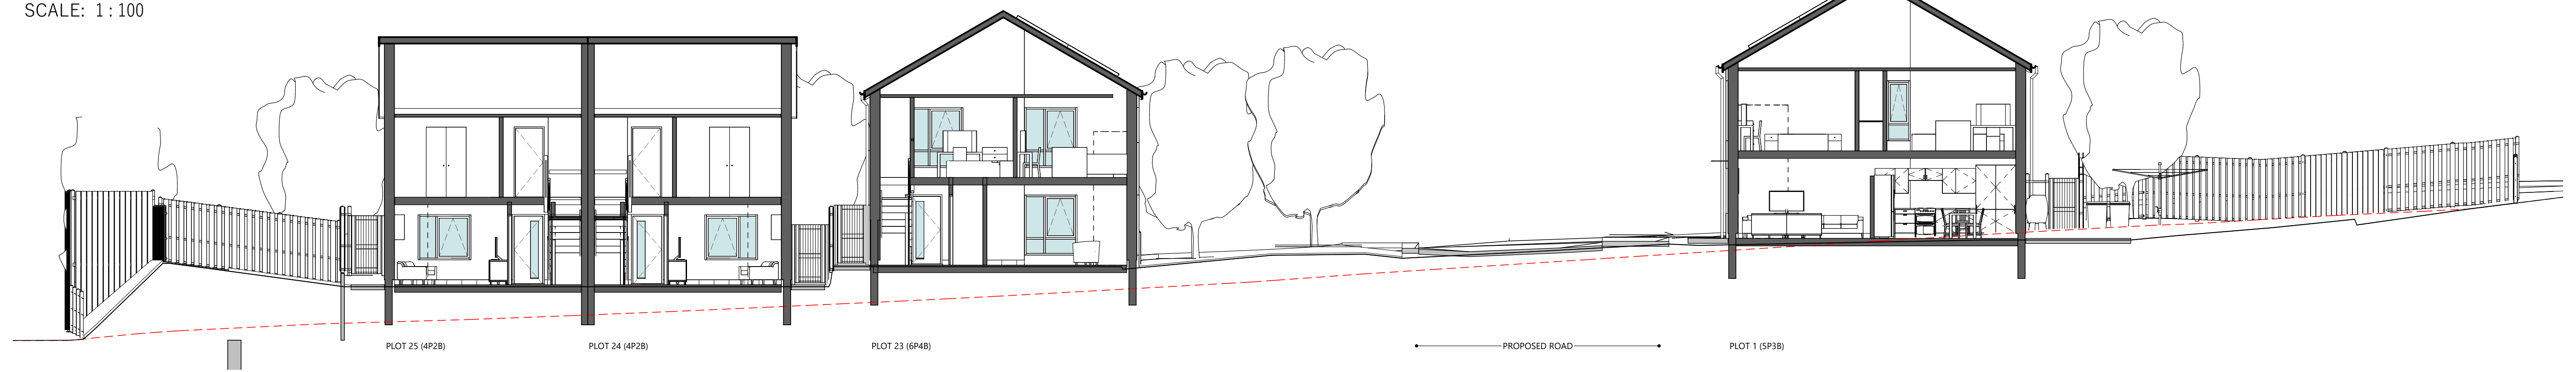 SCALE: 1 : 100
PLOT 25 (4P2B)
PLOT 24 (4P2B)
PLOT 23 (6P4B)
PROPOSED ROAD
PLOT 1 (5P3B)